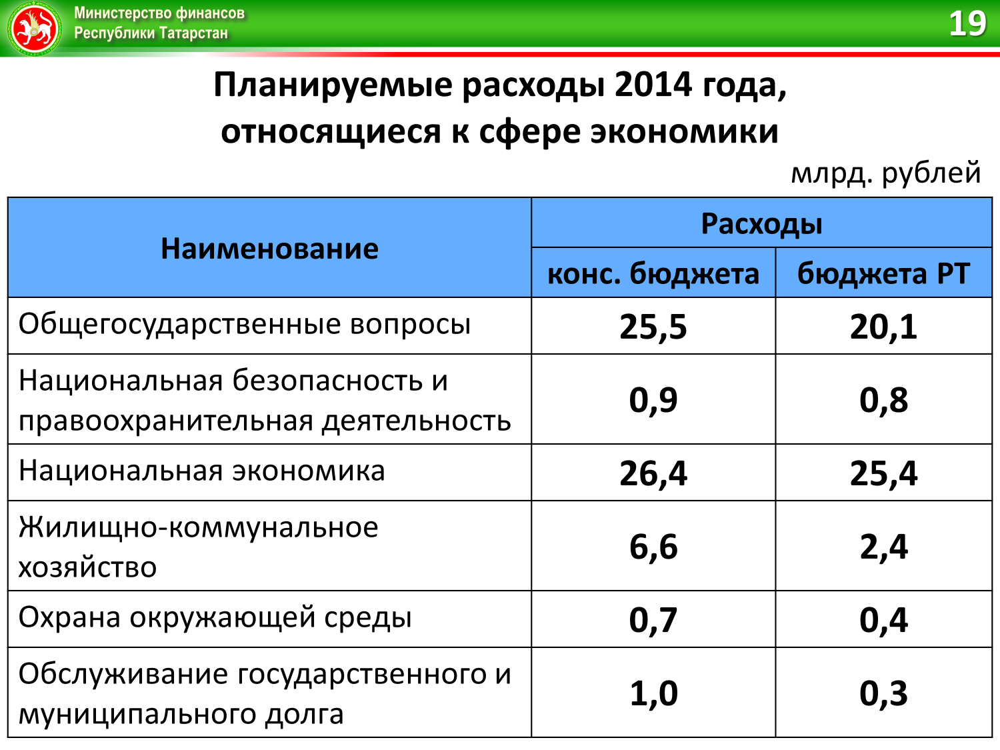 Министерство финансов
Республики Татарстан
19
Планируемые расходы 2014 года,
относящиеся к сфере экономики
млрд. рублей
Наименование
Расходы
конс. бюджета
бюджета РТ
Общегосударственные вопросы
25,5
20,1
Национальная безопасность и
правоохранительная деятельность
0,9
0,8
Национальная экономика
26,4
25,4
Жилищно-коммунальное
хозяйство
6,6
2,4
Охрана окружающей среды
0,7
0,4
Обслуживание государственного и
муниципального долга
1,0
0,3